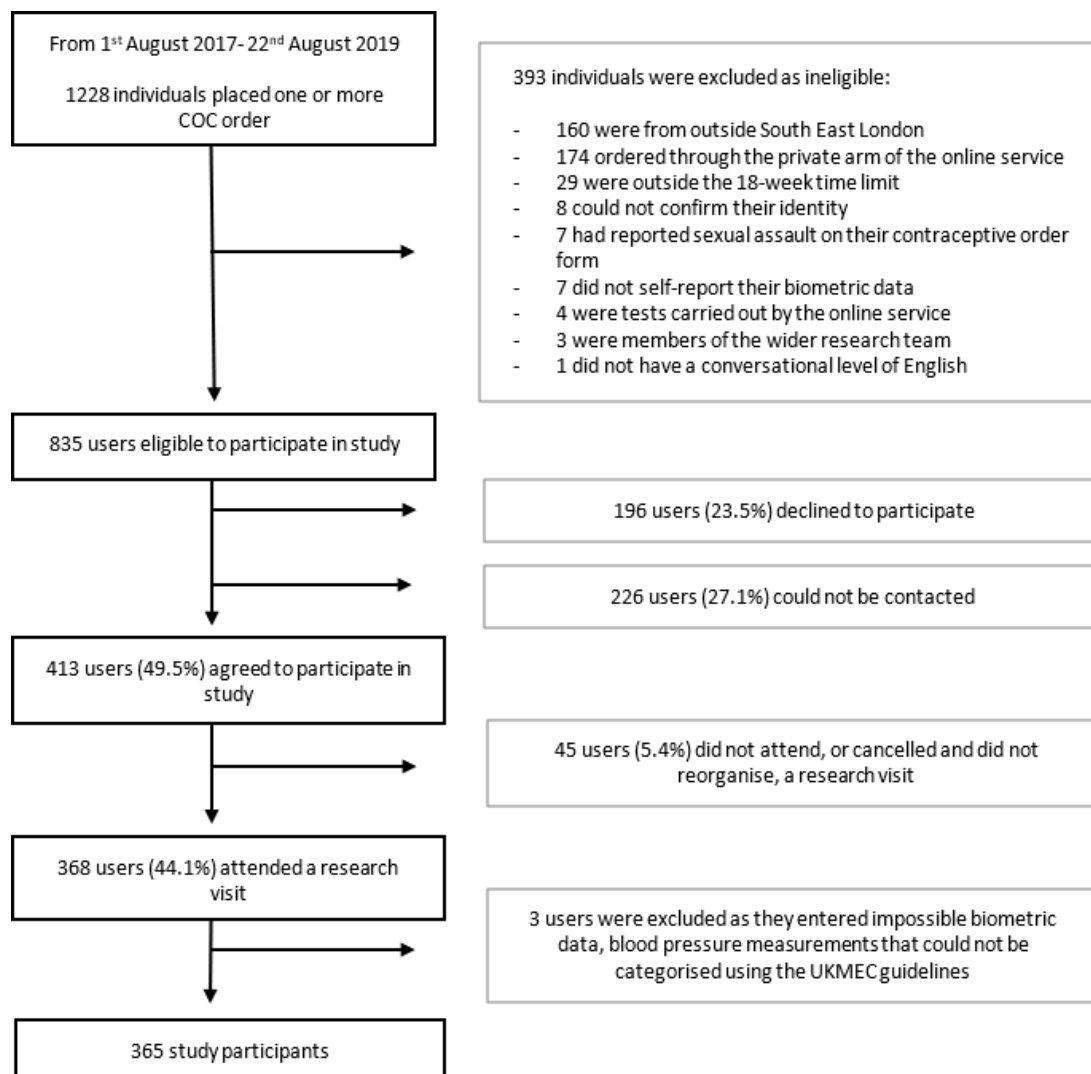 From 1st August 2017- 22nd August 2019
1228 individuals placed one or more
COC order
393 individuals were excluded as ineligible:
- 160 were from outside South East London
- 174 ordered through the private arm of the online service
- 29 were outside the 18-week time limit
- 8 could not confirm their identity
- 7 had reported sexual assault on their contraceptive order
form
- 7 did not self-report their biometric data
- 4 were tests carried out by the online service
- 3 were members of the wider research team
- 1 did not have a conversational level of English
835 users eligible to participate in study
196 users (23.5%) declined to participate
226 users (27.1%) could not be contacted
413 users (49.5%) agreed to participate in
study
45 users (5.4%) did not attend, or cancelled and did not
reorganise, a research visit
368 users (44.1%) attended a research
visit
3 users were excluded as they entered impossible biometric
data, blood pressure measurements that could not be
categorised using the UKMEC guidelines
365 study participants